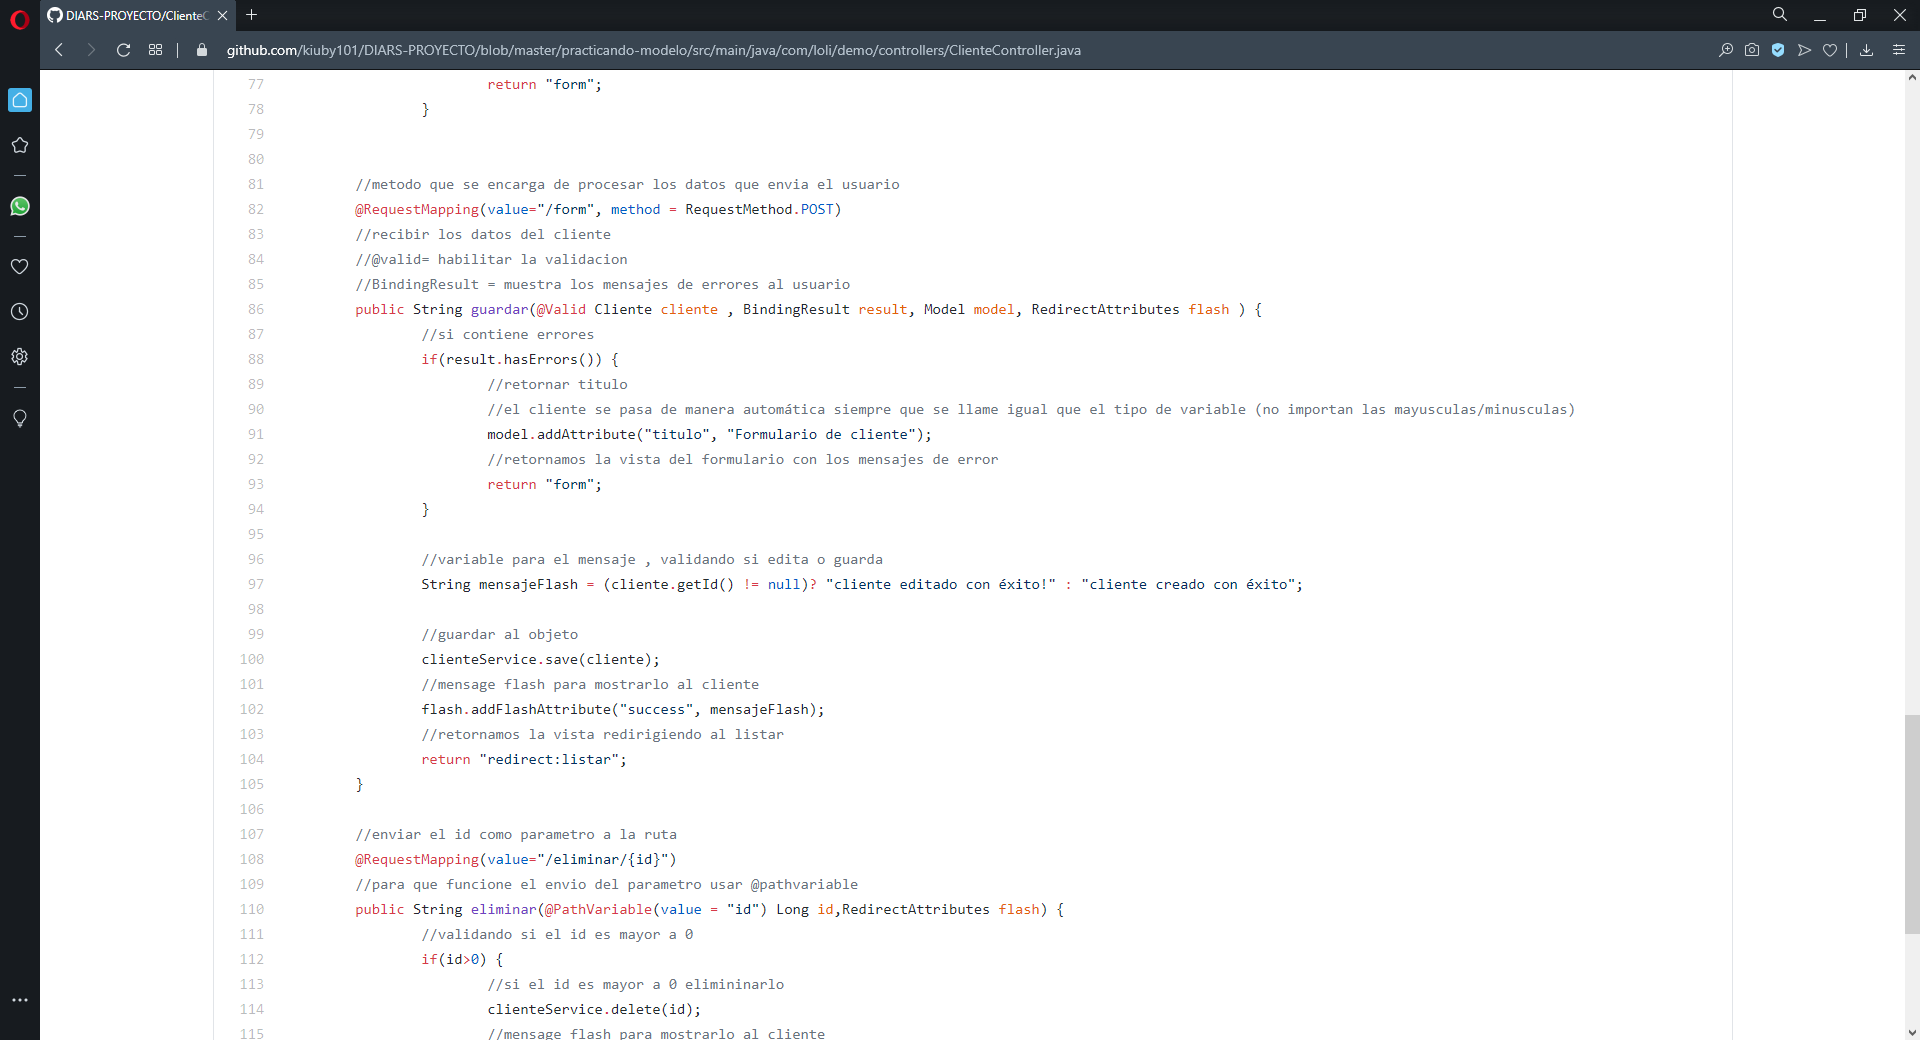 DIARS-PROYECTO/ClienteC
github.com/kiuby101/DIARS-PROYECTO/blob/master/practicando-modelo/src/main/java/com/loli/demo/controllers/ClienteController.java
77 return "form";
78 }
79
80
81 //metodo que se encarga de procesar los datos que envia el usuario
82 @RequestMapping(value="/form", method = RequestMethod.POST)
83 //recibir los datos del cliente
84 //@valid= habilitar la validacion
85 //BindingResult = muestra los mensajes de errores al usuario
86 public String guardar(@Valid Cliente cliente , BindingResult result, Model model, RedirectAttributes flash ) {
87 //si contiene errores
88 if(result.hasErrors()) {
89 //retornar titulo
90 //el cliente se pasa de manera automática siempre que se llame igual que el tipo de variable (no importan las mayusculas/minusculas)
91 model.addAttribute("titulo", "Formulario de cliente");
92 //retornamos la vista del formulario con los mensajes de error
93 return "form";
94 }
95
96 //variable para el mensaje , validando si edita o guarda
97 String mensajeFlash = (cliente.getId() != null)? "cliente editado con éxito!" : "cliente creado con éxito";
98
99 //guardar al objeto
100 clienteService.save(cliente);
101 //mensage flash para mostrarlo al cliente
102 flash.addFlashAttribute("success", mensajeFlash);
103 //retornamos la vista redirigiendo al listar
104 return "redirect:listar";
105 }
106
107 //enviar el id como parametro a la ruta
108 @RequestMapping(value="/eliminar/{id}")
109 //para que funcione el envio del parametro usar @pathvariable
110 public String eliminar(@PathVariable(value = "id") Long id,RedirectAttributes flash) {
111 //validando si el id es mayor a 0
112 if(id>0) {
113 //si el id es mayor a 0 elimininarlo
114 clienteService.delete(id);
115 //mensage flash para mostrarlo al cliente